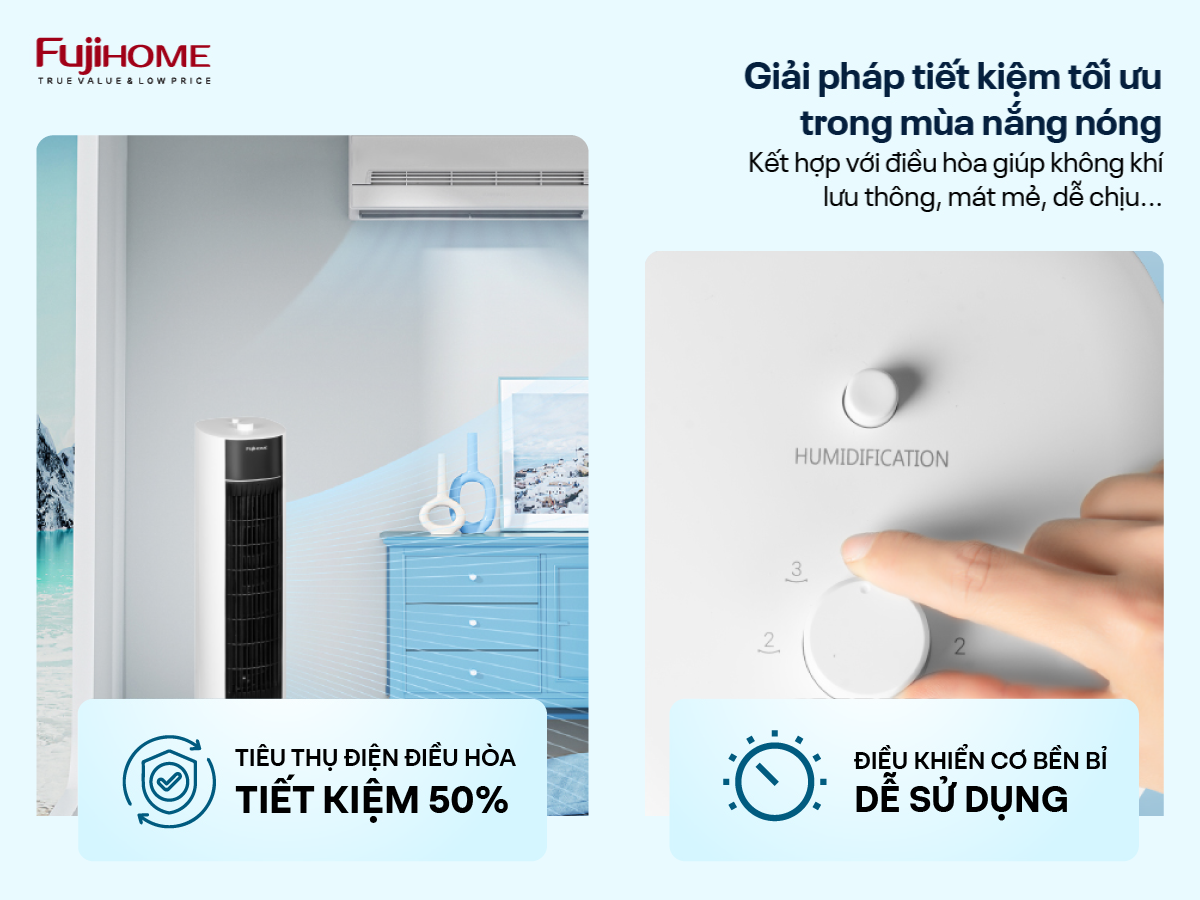 FujiHOME
TRUE VALUE & LOW PRICE
Giải pháp tiết kiệm tối ưu
trong mùa nắng nóng
Kết hợp với điều hòa giúp không khí
lưu thông, mát mẻ, dễ chịu...
FujiHOME
HUMIDIFICATION
3
2
2
TIÊU THỤ ĐIỆN ĐIỀU HÒA
TIẾT KIỆM 50%
ĐIỀU KHIỂN CƠ BỀN BỈ
DỄ SỬ DỤNG